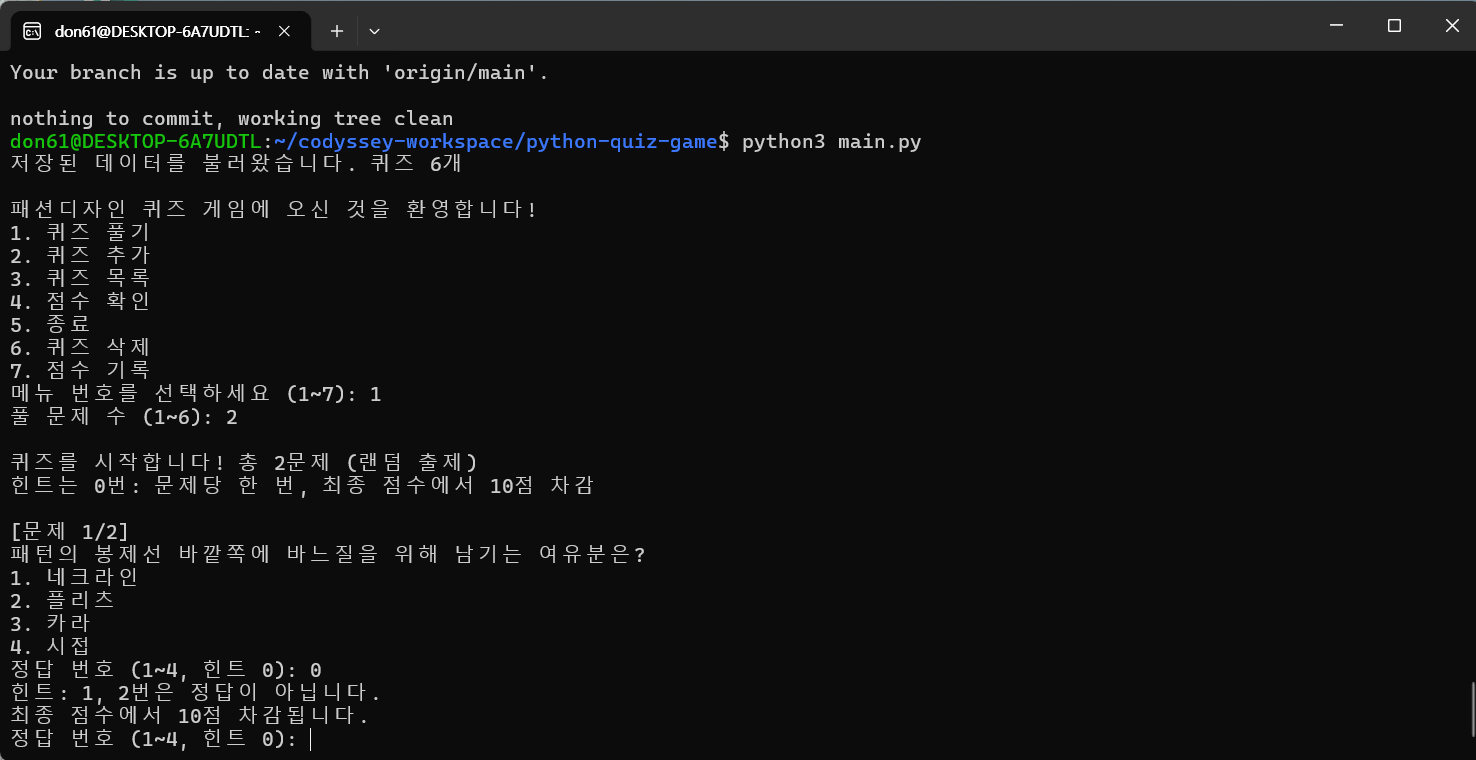 don61@DESKTOP-6A7UDTL: ~
Your branch is up to date with 'origin/main'.
nothing to commit, working tree clean
don61@DESKTOP-6A7UDTL:~/codyssey-workspace/python-quiz-game$ python3 main.py
저장된 데이터를 불러왔습니다. 퀴즈 6개
패션디자인 퀴즈 게임에 오신 것을 환영합니다!
1. 퀴즈 풀기
2. 퀴즈 추가
3. 퀴즈 목록
4. 점수 확인
5. 종료
6. 퀴즈 삭제
7. 점수 기록
메뉴 번호를 선택하세요 (1~7): 1
풀 문제 수 (1~6): 2
퀴즈를 시작합니다! 총 2문제 (랜덤 출제)
힌트는 0번: 문제당 한 번, 최종 점수에서 10점 차감
[문제 1/2]
패턴의 봉제선 바깥쪽에 바느질을 위해 남기는 여유분은?
1. 네크라인
2. 플리츠
3. 카라
4. 시접
정답 번호 (1~4, 힌트 0): 0
힌트: 1, 2번은 정답이 아닙니다.
최종 점수에서 10점 차감됩니다.
정답 번호 (1~4, 힌트 0):